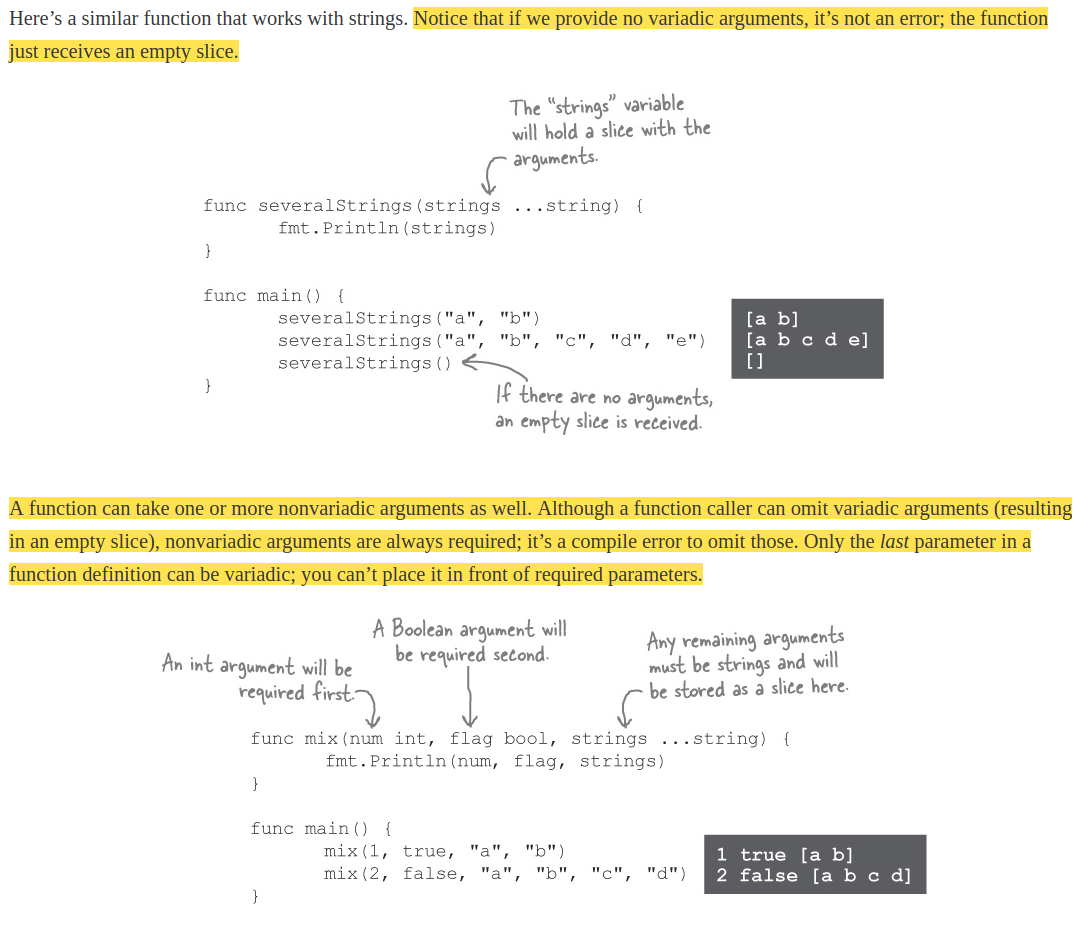 Here’s a similar function that works with strings. Notice that if we provide no variadic arguments, it’s not an error; the function
just receives an empty slice.
The “strings” variable
will hold a slice with the
arguments.
func severalStrings(strings ...string) {
fmt.Println(strings)
}
func main() {
severalStrings("a", "b")
severalStrings("a", "b", "c", "d", "e")
severalStrings()
}
[a b]
[a b c d e]
[]
If there are no arguments,
an empty slice is received.
A function can take one or more nonvariadic arguments as well. Although a function caller can omit variadic arguments (resulting
in an empty slice), nonvariadic arguments are always required; it’s a compile error to omit those. Only the last parameter in a
function definition can be variadic; you can’t place it in front of required parameters.
An int argument will be
required first.
A Boolean argument will
be required second.
Any remaining arguments
must be strings and will
be stored as a slice here.
func mix(num int, flag bool, strings ...string) {
fmt.Println(num, flag, strings)
}
func main() {
mix(1, true, "a", "b")
mix(2, false, "a", "b", "c", "d")
}
1 true [a b]
2 false [a b c d]